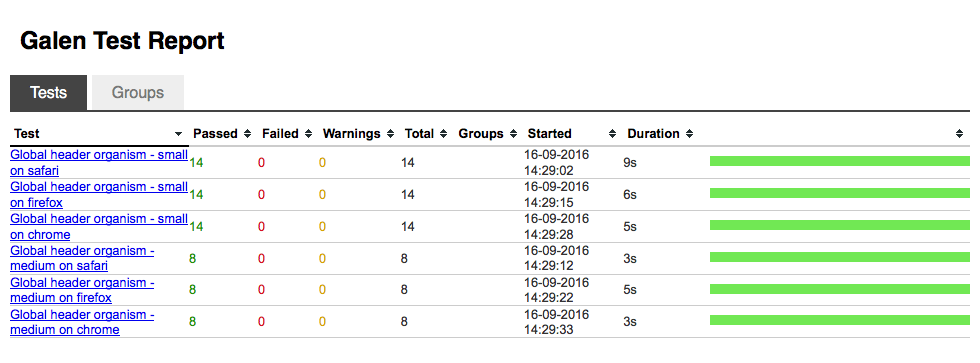 Galen Test Report
Tests Groups
Test Passed Failed Warnings Total Groups Started Duration
Global header organism - small on safari 14 0 0 14 16-09-2016 14:29:02 9s
Global header organism - small on firefox 14 0 0 14 16-09-2016 14:29:15 6s
Global header organism - small on chrome 14 0 0 14 16-09-2016 14:29:28 5s
Global header organism - medium on safari 8 0 0 8 16-09-2016 14:29:12 3s
Global header organism - medium on firefox 8 0 0 8 16-09-2016 14:29:22 5s
Global header organism - medium on chrome 8 0 0 8 16-09-2016 14:29:33 3s